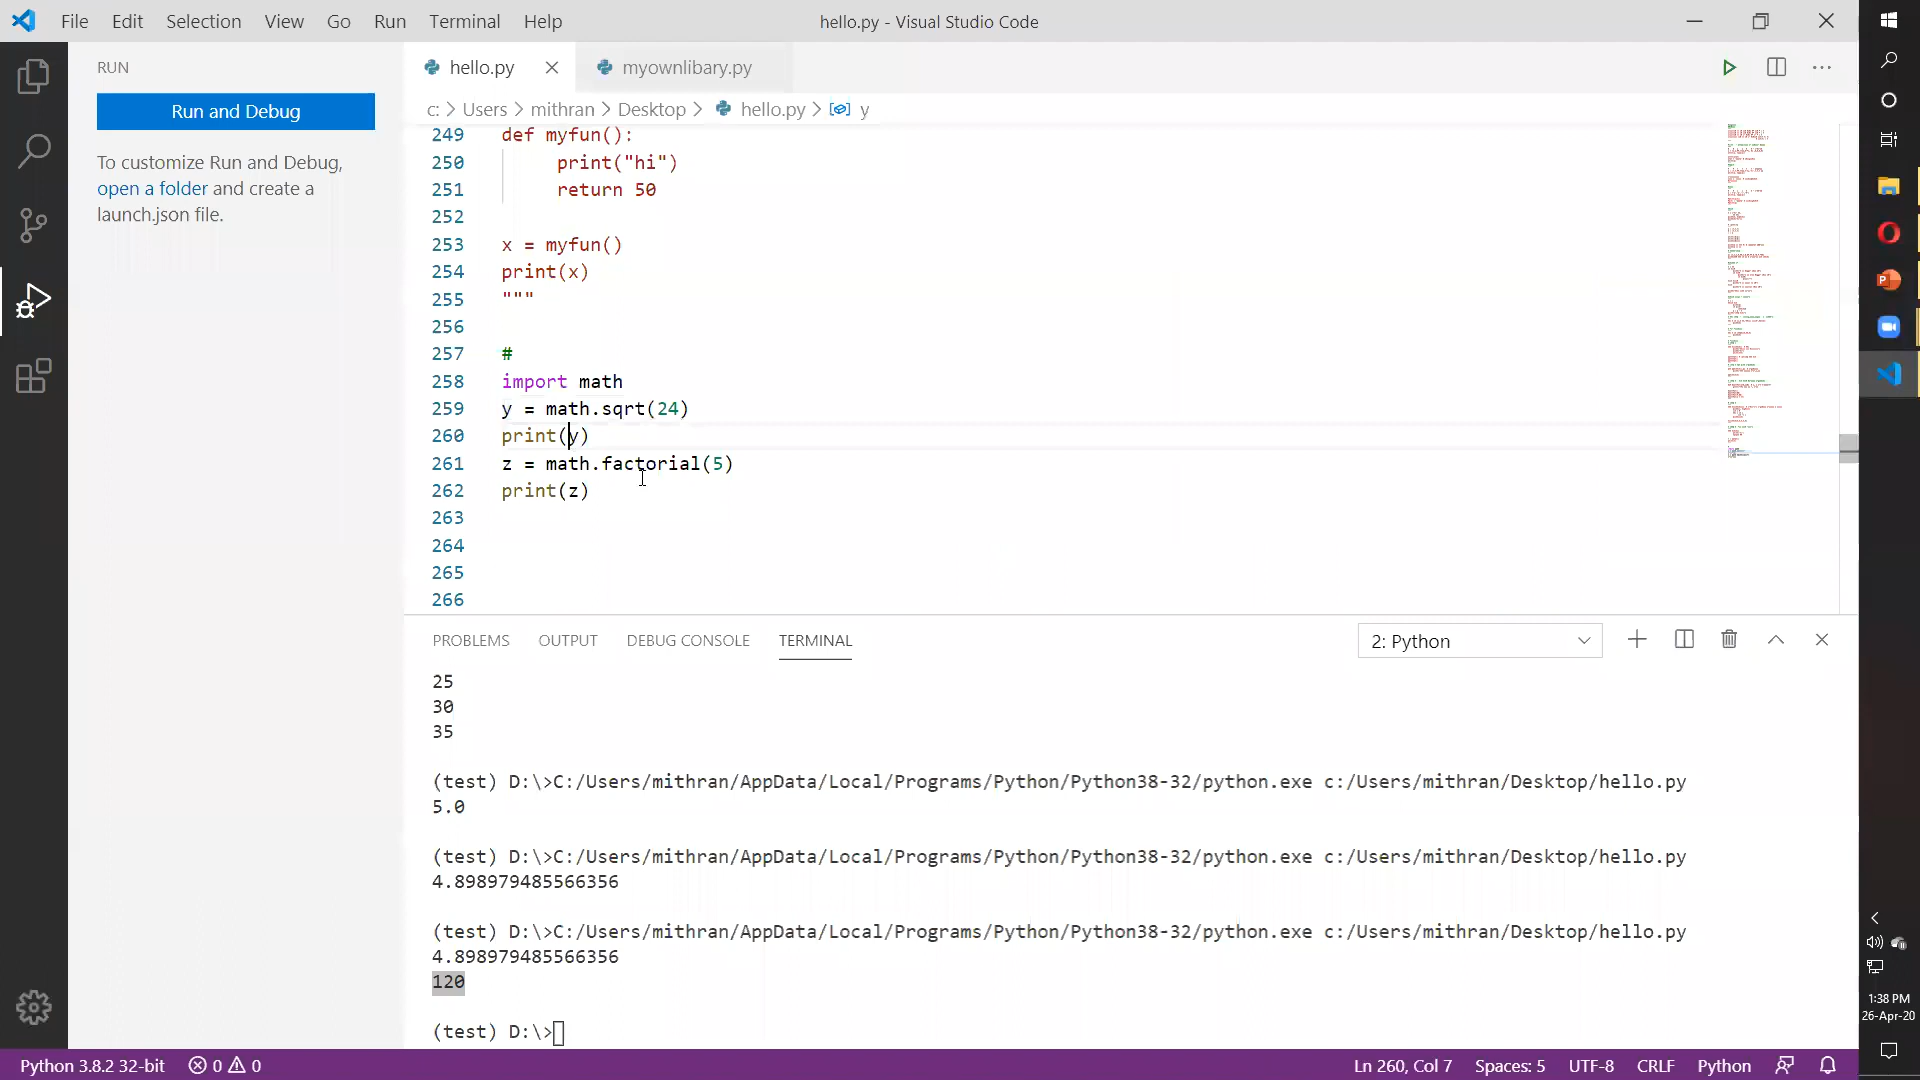 File Edit Selection View Go Run Terminal Help
hello.py - Visual Studio Code
RUN
Run and Debug
To customize Run and Debug,
open a folder and create a
launch.json file.
hello.py
myownlibary.py
c: > Users > mithran > Desktop > hello.py > y
249 def myfun():
250 print("hi")
251 return 50
252
253 x = myfun()
254 print(x)
255 """
256
257 #
258 import math
259 y = math.sqrt(24)
260 print(y)
261 z = math.factorial(5)
262 print(z)
263
264
265
266
PROBLEMS OUTPUT DEBUG CONSOLE TERMINAL
2: Python
25
30
35
(test) D:\>C:/Users/mithran/AppData/Local/Programs/Python/Python38-32/python.exe c:/Users/mithran/Desktop/hello.py
5.0
(test) D:\>C:/Users/mithran/AppData/Local/Programs/Python/Python38-32/python.exe c:/Users/mithran/Desktop/hello.py
4.898979485566356
(test) D:\>C:/Users/mithran/AppData/Local/Programs/Python/Python38-32/python.exe c:/Users/mithran/Desktop/hello.py
4.898979485566356
120
(test) D:\>
Python 3.8.2 32-bit 0 0
Ln 260, Col 7 Spaces: 5 UTF-8 CRLF Python
1:38 PM
26-Apr-20